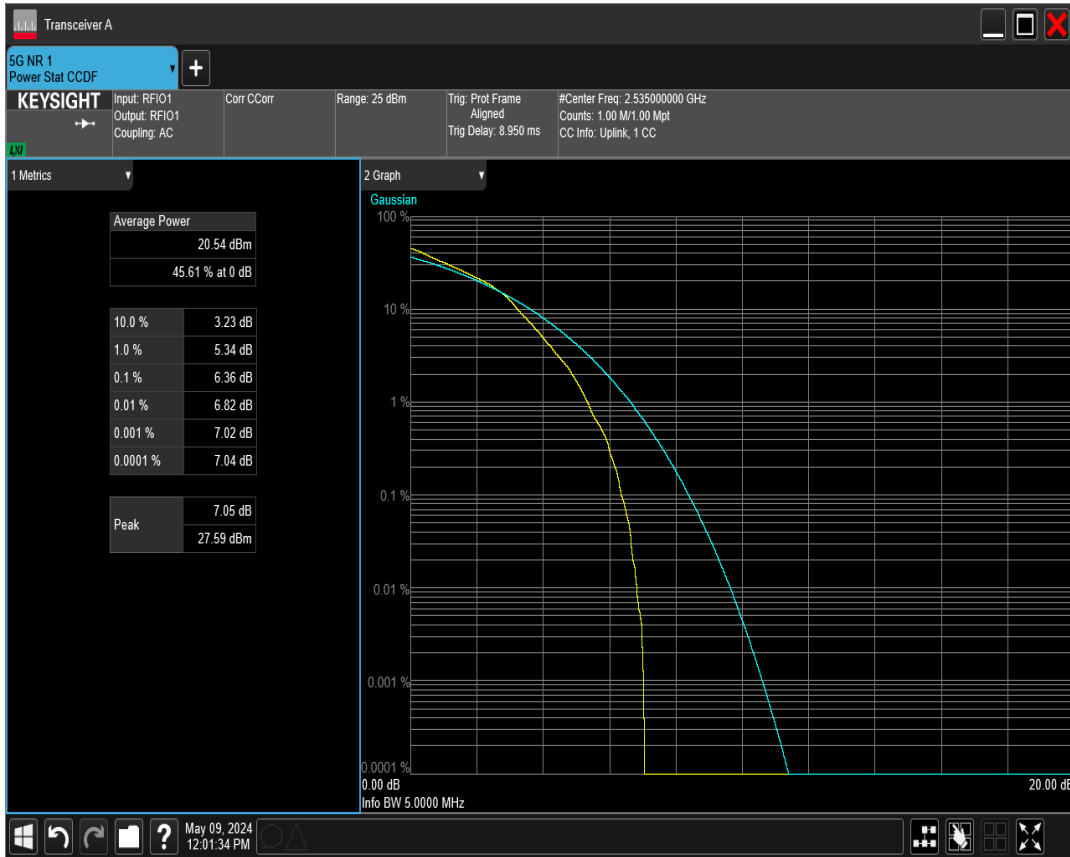 Transceiver A
5G NR 1
Power Stat CCDF
KEYSIGHT
LXI
Input: RFIO1
Output: RFIO1
Coupling: AC
Corr CCorr
Range: 25 dBm
Trig: Prot Frame
Aligned
Trig Delay: 8.950 ms
#Center Freq: 2.535000000 GHz
Counts: 1.00 M/1.00 Mpt
CC Info: Uplink, 1 CC
1 Metrics
Average Power
20.54 dBm
45.61 % at 0 dB
10.0 % 3.23 dB
1.0 % 5.34 dB
0.1 % 6.36 dB
0.01 % 6.82 dB
0.001 % 7.02 dB
0.0001 % 7.04 dB
Peak 7.05 dB
27.59 dBm
2 Graph
Gaussian
100 %
10 %
1 %
0.1 %
0.01 %
0.001 %
0.0001 %
0.00 dB 20.00 dB
Info BW 5.0000 MHz
? May 09, 2024
12:01:34 PM